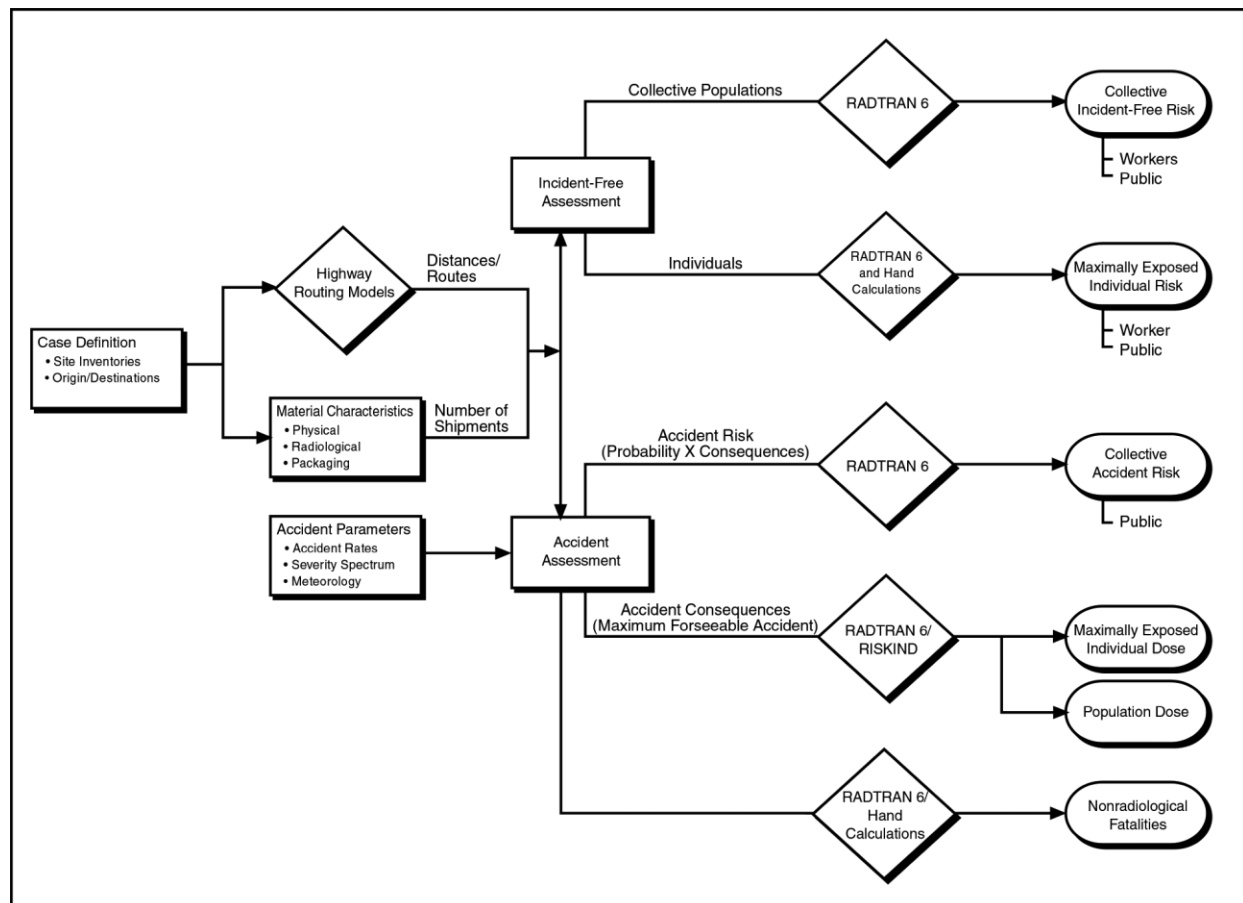 Collective Populations
RADTRAN 6
Collective
Incident-Free Risk
Workers
Public
Incident-Free
Assessment
Individuals
RADTRAN 6
and Hand
Calculations
Maximally Exposed
Individual Risk
Worker
Public
Highway
Routing Models
Distances/
Routes
Case Definition
• Site Inventories
• Origin/Destinations
Material Characteristics
• Physical
• Radiological
• Packaging
Number of
Shipments
Accident Risk
(Probability X Consequences)
RADTRAN 6
Collective
Accident Risk
Public
Accident Parameters
• Accident Rates
• Severity Spectrum
• Meteorology
Accident
Assessment
Accident Consequences
(Maximum Forseeable Accident)
RADTRAN 6/
RISKIND
Maximally Exposed
Individual Dose
Population Dose
RADTRAN 6/
Hand
Calculations
Nonradiological
Fatalities